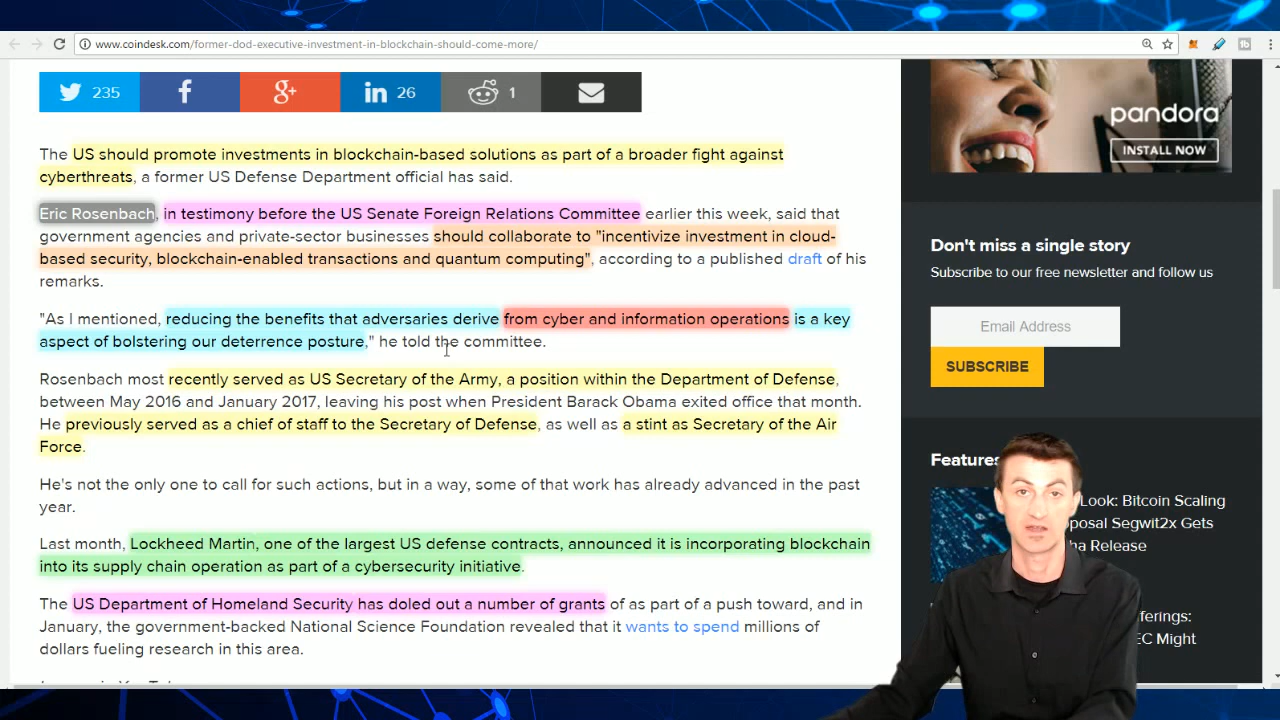 www.coindesk.com/former-dod-executive-investment-in-blockchain-should-come-more/
235
26
1
The US should promote investments in blockchain-based solutions as part of a broader fight against
cyberthreats, a former US Defense Department official has said.
Eric Rosenbach, in testimony before the US Senate Foreign Relations Committee earlier this week, said that
government agencies and private-sector businesses should collaborate to "incentivize investment in cloud-
based security, blockchain-enabled transactions and quantum computing", according to a published draft of his
remarks.
"As I mentioned, reducing the benefits that adversaries derive from cyber and information operations is a key
aspect of bolstering our deterrence posture," he told the committee.
Rosenbach most recently served as US Secretary of the Army, a position within the Department of Defense,
between May 2016 and January 2017, leaving his post when President Barack Obama exited office that month.
He previously served as a chief of staff to the Secretary of Defense, as well as a stint as Secretary of the Air
Force.
He's not the only one to call for such actions, but in a way, some of that work has already advanced in the past
year.
Last month, Lockheed Martin, one of the largest US defense contracts, announced it is incorporating blockchain
into its supply chain operation as part of a cybersecurity initiative.
The US Department of Homeland Security has doled out a number of grants of as part of a push toward, and in
January, the government-backed National Science Foundation revealed that it wants to spend millions of
dollars fueling research in this area.
pandora
INSTALL NOW
Don't miss a single story
Subscribe to our free newsletter and follow us
Email Address
SUBSCRIBE
Features
Look: Bitcoin Scaling
posal Segwit2x Gets
ha Release
ferings:
EC Might